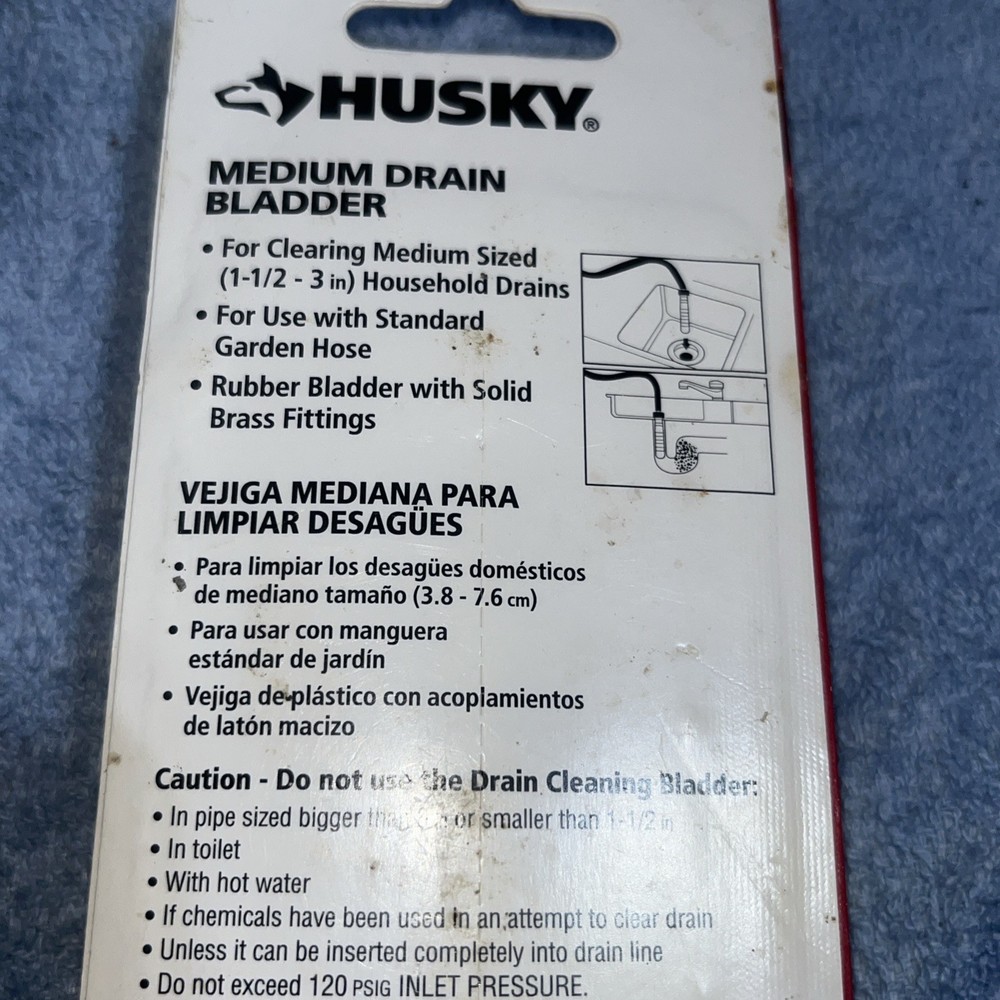 HUSKY®
MEDIUM DRAIN
BLADDER
• For Clearing Medium Sized
(1-1/2 - 3 in) Household Drains
• For Use with Standard
Garden Hose
• Rubber Bladder with Solid
Brass Fittings
VEJIGA MEDIANA PARA
LIMPIAR DESAGÜES
• Para limpiar los desagües domésticos
de mediano tamaño (3.8 - 7.6 cm)
• Para usar con manguera
estándar de jardín
• Vejiga de plástico con acoplamientos
de latón macizo
Caution - Do not use the Drain Cleaning Bladder:
• In pipe sized bigger than or smaller than 1-1/2 in
• In toilet
• With hot water
• If chemicals have been used in an attempt to clear drain
• Unless it can be inserted completely into drain line
• Do not exceed 120 PSIG INLET PRESSURE.